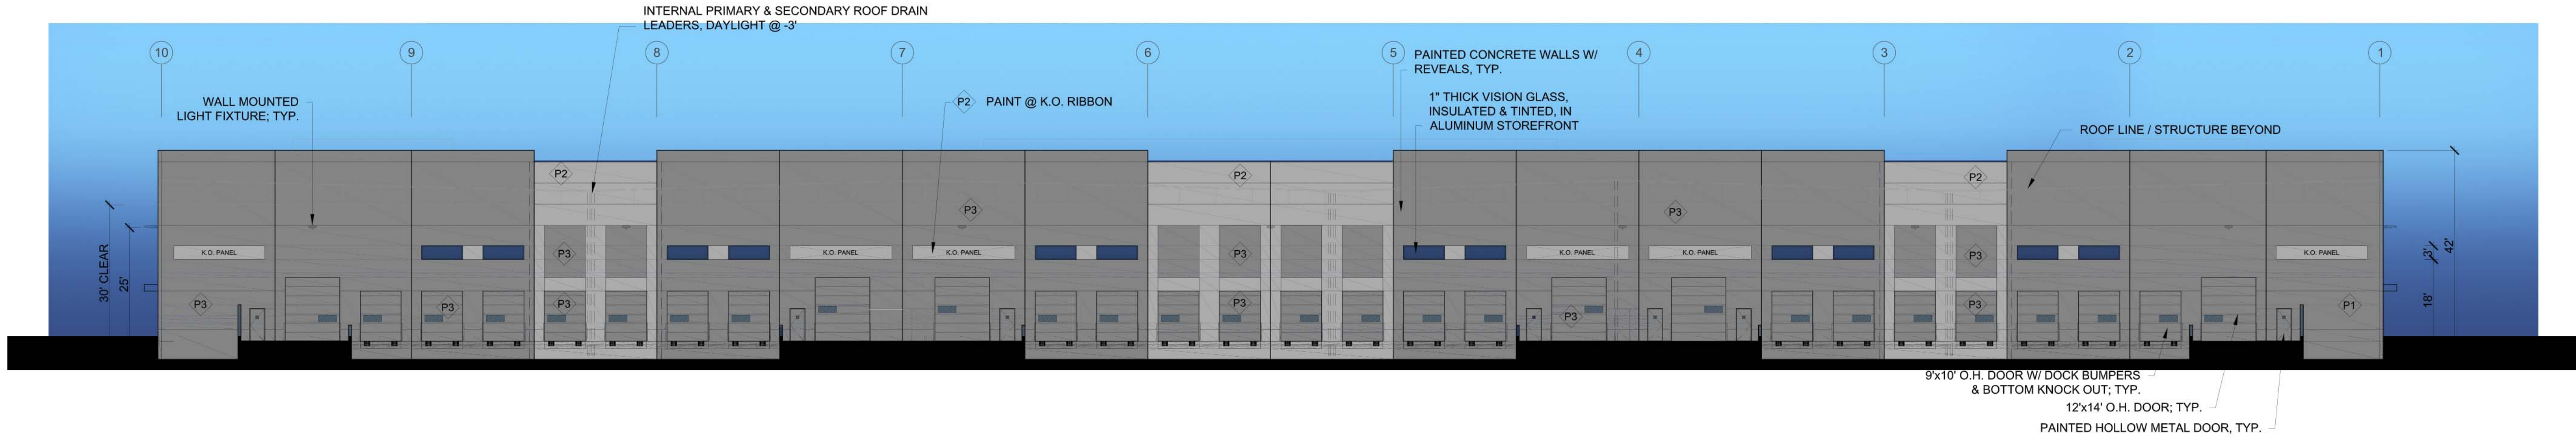 INTERNAL PRIMARY & SECONDARY ROOF DRAIN
LEADERS, DAYLIGHT @ -3'
10
9
8
7
6
5
4
3
2
1
PAINTED CONCRETE WALLS W/
REVEALS, TYP.
WALL MOUNTED
LIGHT FIXTURE; TYP.
P2 PAINT @ K.O. RIBBON
1" THICK VISION GLASS,
INSULATED & TINTED, IN
ALUMINUM STOREFRONT
ROOF LINE / STRUCTURE BEYOND
P2
P2
P2
P3
P3
30' CLEAR
25'
K.O. PANEL
P3
K.O. PANEL
K.O. PANEL
P3
K.O. PANEL
K.O. PANEL
P3
K.O. PANEL
3'
42'
18'
P3
P3
P3
P3
P3
P3
P1
9'x10' O.H. DOOR W/ DOCK BUMPERS
& BOTTOM KNOCK OUT; TYP.
12'x14' O.H. DOOR; TYP.
PAINTED HOLLOW METAL DOOR, TYP.